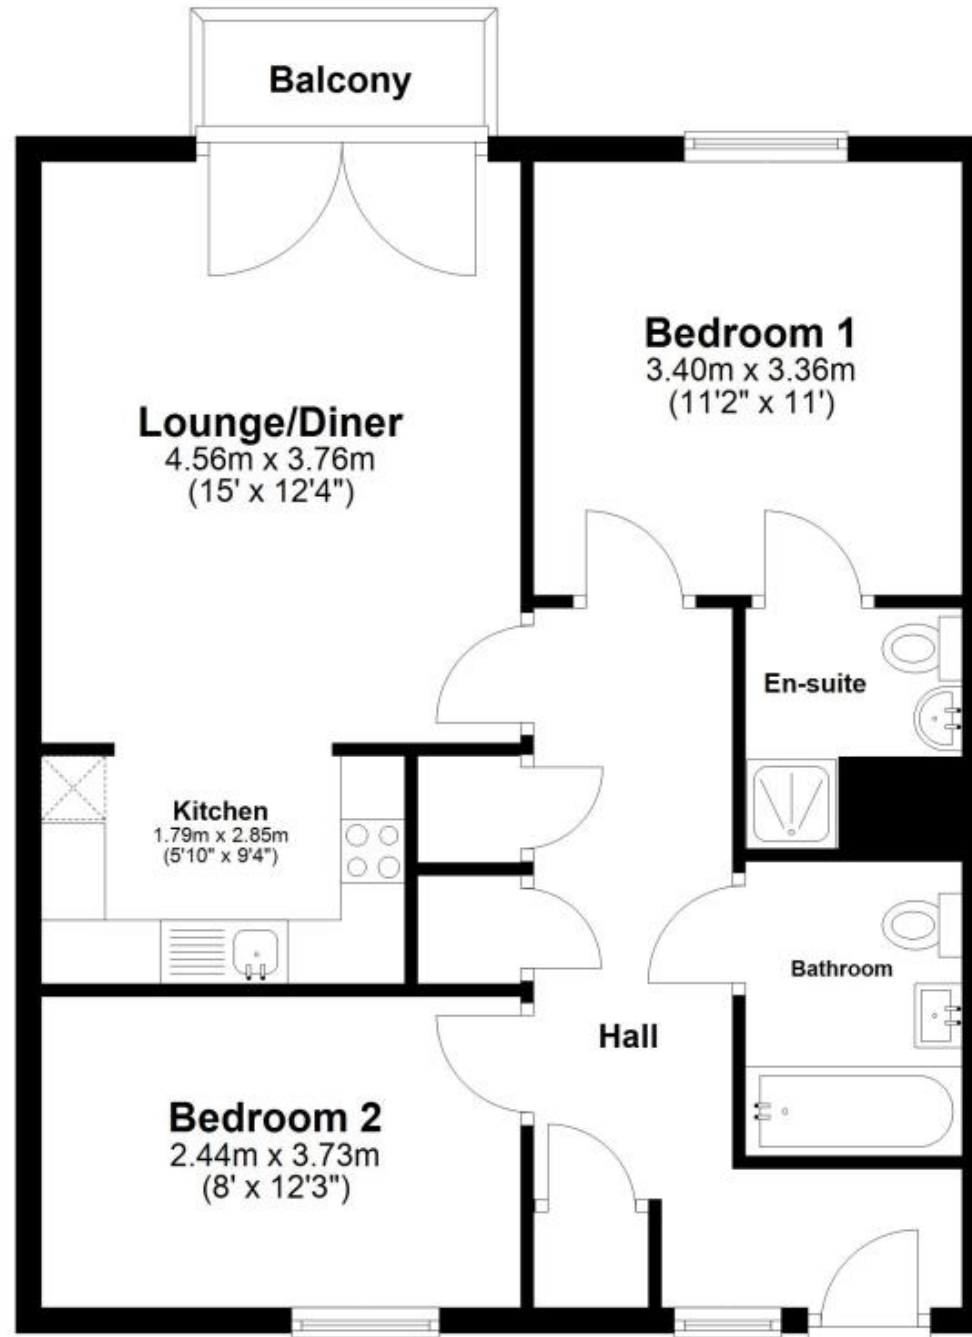 Balcony
Bedroom 1
3.40m x 3.36m
(11'2" x 11')
Lounge/Diner
4.56m x 3.76m
(15' x 12'4")
En-suite
Kitchen
1.79m x 2.85m
(5'10" x 9'4")
Bathroom
Hall
Bedroom 2
2.44m x 3.73m
(8' x 12'3")